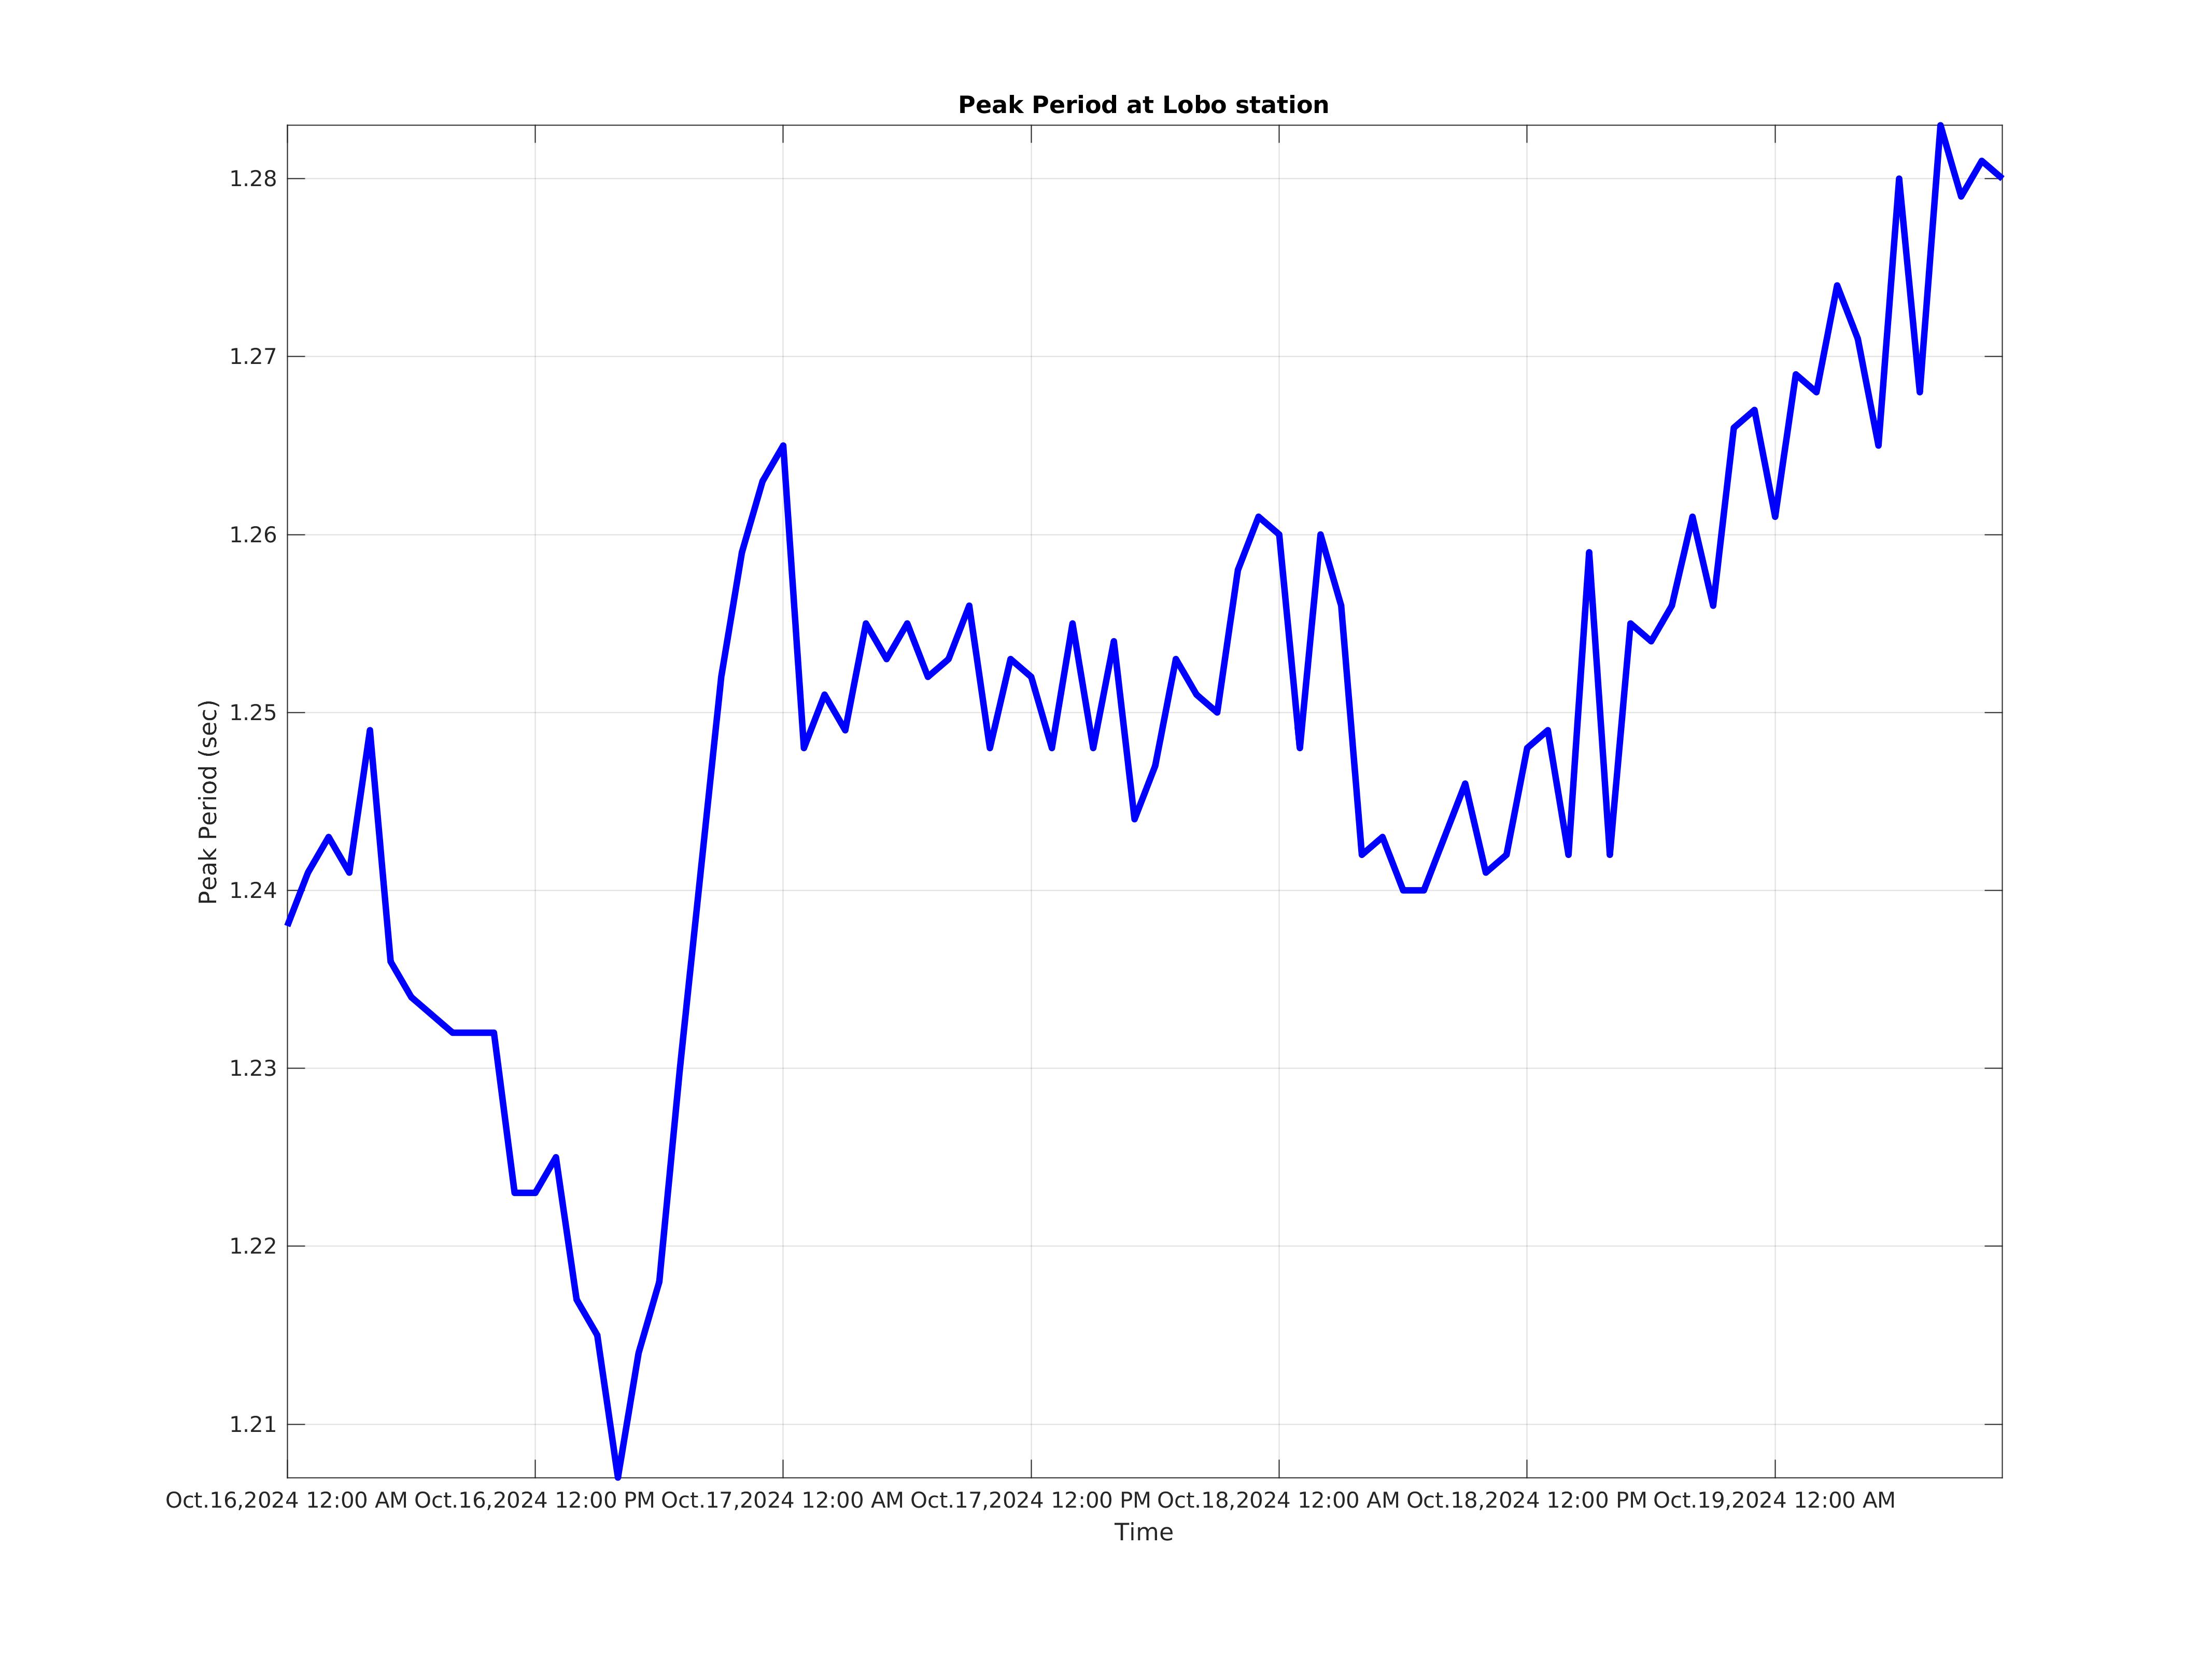 Peak Period at Lobo station
1.28
1.27
1.26
1.25
1.24
1.23
1.22
1.21
Peak Period (sec)
Oct.16,2024 12:00 AM Oct.16,2024 12:00 PM Oct.17,2024 12:00 AM Oct.17,2024 12:00 PM Oct.18,2024 12:00 AM Oct.18,2024 12:00 PM Oct.19,2024 12:00 AM
Time